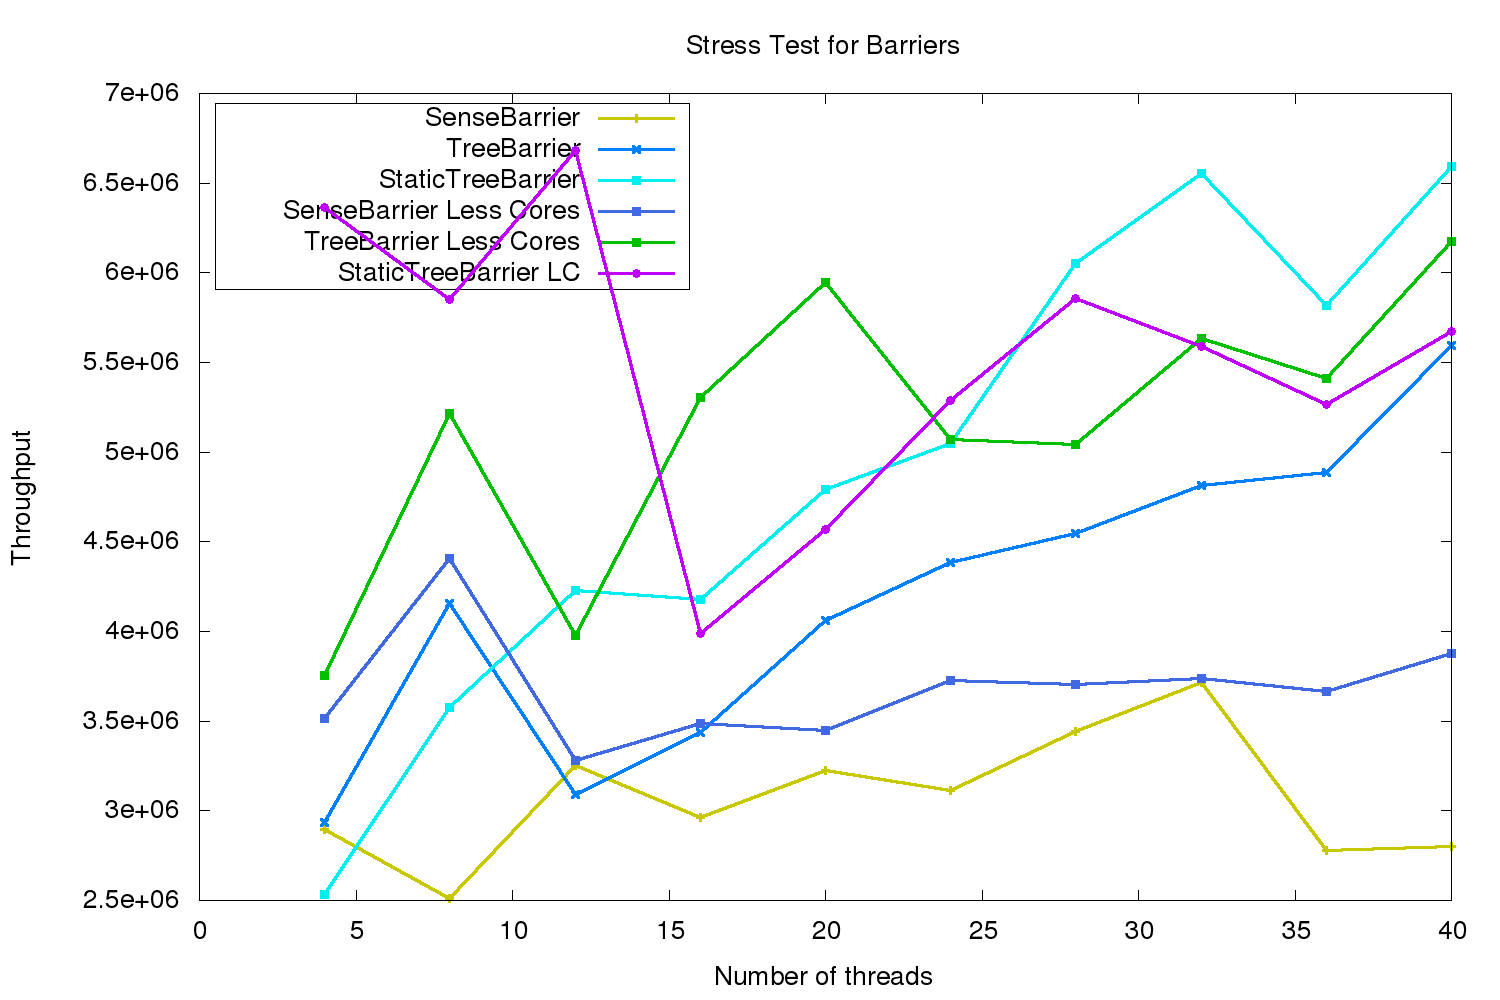 Stress Test for Barriers
7e+06
6.5e+06
6e+06
5.5e+06
5e+06
4.5e+06
4e+06
3.5e+06
3e+06
2.5e+06
Throughput
SenseBarrier
TreeBarrier
StaticTreeBarrier
SenseBarrier Less Cores
TreeBarrier Less Cores
StaticTreeBarrier LC
0 5 10 15 20 25 30 35 40
Number of threads